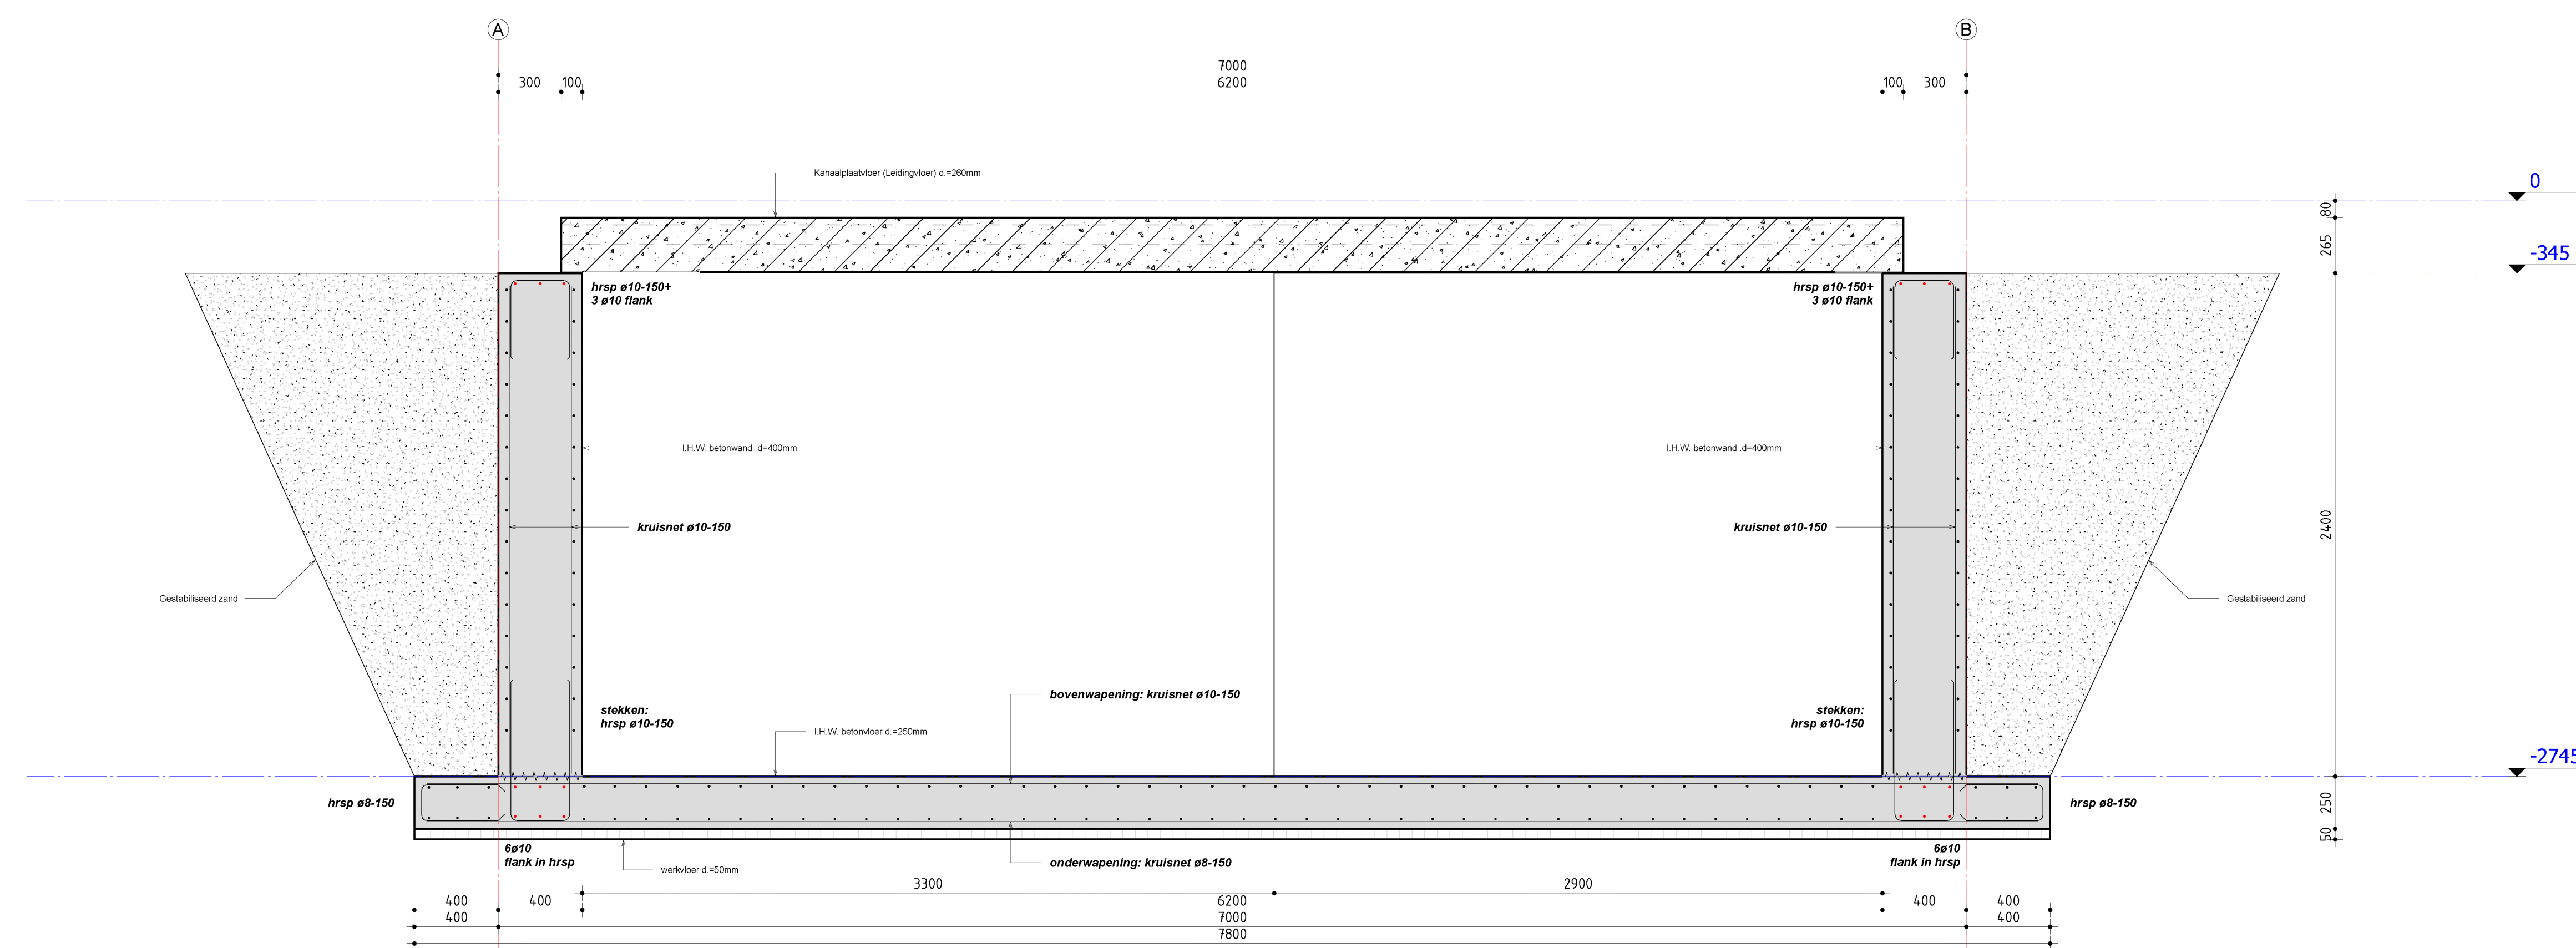 A
B
7000
300
100
6200
100
300
Kanaalplaatvloer (Leidingvloer) d.=260mm
0
80
265
-345
hrsp ø10-150+
3 ø10 flank
hrsp ø10-150+
3 ø10 flank
I.H.W. betonwand .d=400mm
I.H.W. betonwand .d=400mm
kruisnet ø10-150
kruisnet ø10-150
2400
Gestabiliseerd zand
Gestabiliseerd zand
bovenwapening: kruisnet ø10-150
stekken:
hrsp ø10-150
stekken:
hrsp ø10-150
I.H.W. betonvloer d.=250mm
-2745
hrsp ø8-150
hrsp ø8-150
250
50
6ø10
flank in hrsp
6ø10
flank in hrsp
onderwapening: kruisnet ø8-150
werkvloer d.=50mm
3300
2900
400
400
6200
400
400
400
7000
400
7800